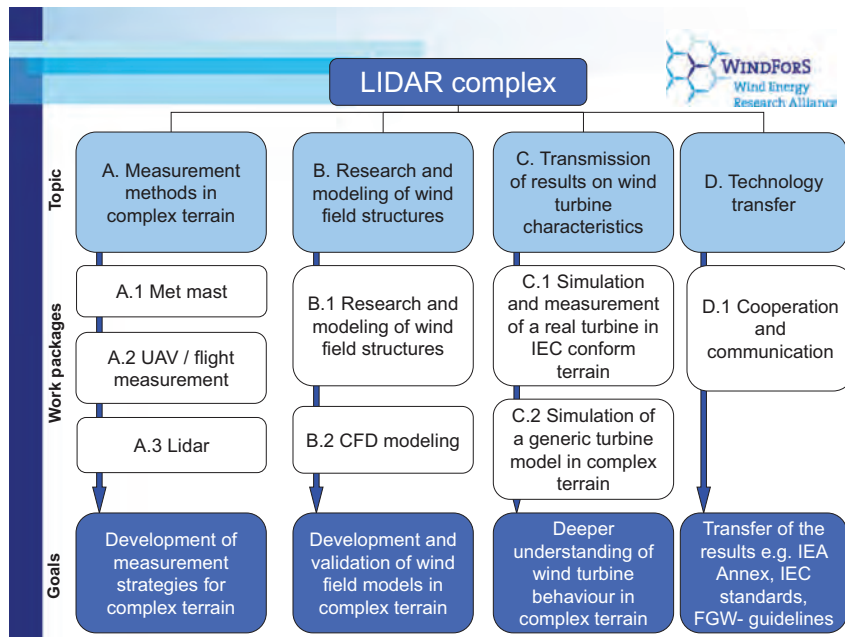 LIDAR complex
WINDFORS
Wind Energy
Research Alliance
Topic
A. Measurement
methods in
complex terrain
B. Research and
modeling of wind
field structures
C. Transmission
of results on wind
turbine
characteristics
D. Technology
transfer
Work packages
A.1 Met mast
A.2 UAV / flight
measurement
A.3 Lidar
B.1 Research and
modeling of wind
field structures
B.2 CFD modeling
C.1 Simulation
and measurement
of a real turbine in
IEC conform
terrain
C.2 Simulation of
a generic turbine
model in complex
terrain
D.1 Cooperation
and
communication
Goals
Development of
measurement
strategies for
complex terrain
Development and
validation of wind
field models in
complex terrain
Deeper
understanding of
wind turbine
behaviour in
complex terrain
Transfer of the
results e.g. IEA
Annex, IEC
standards,
FGW- guidelines